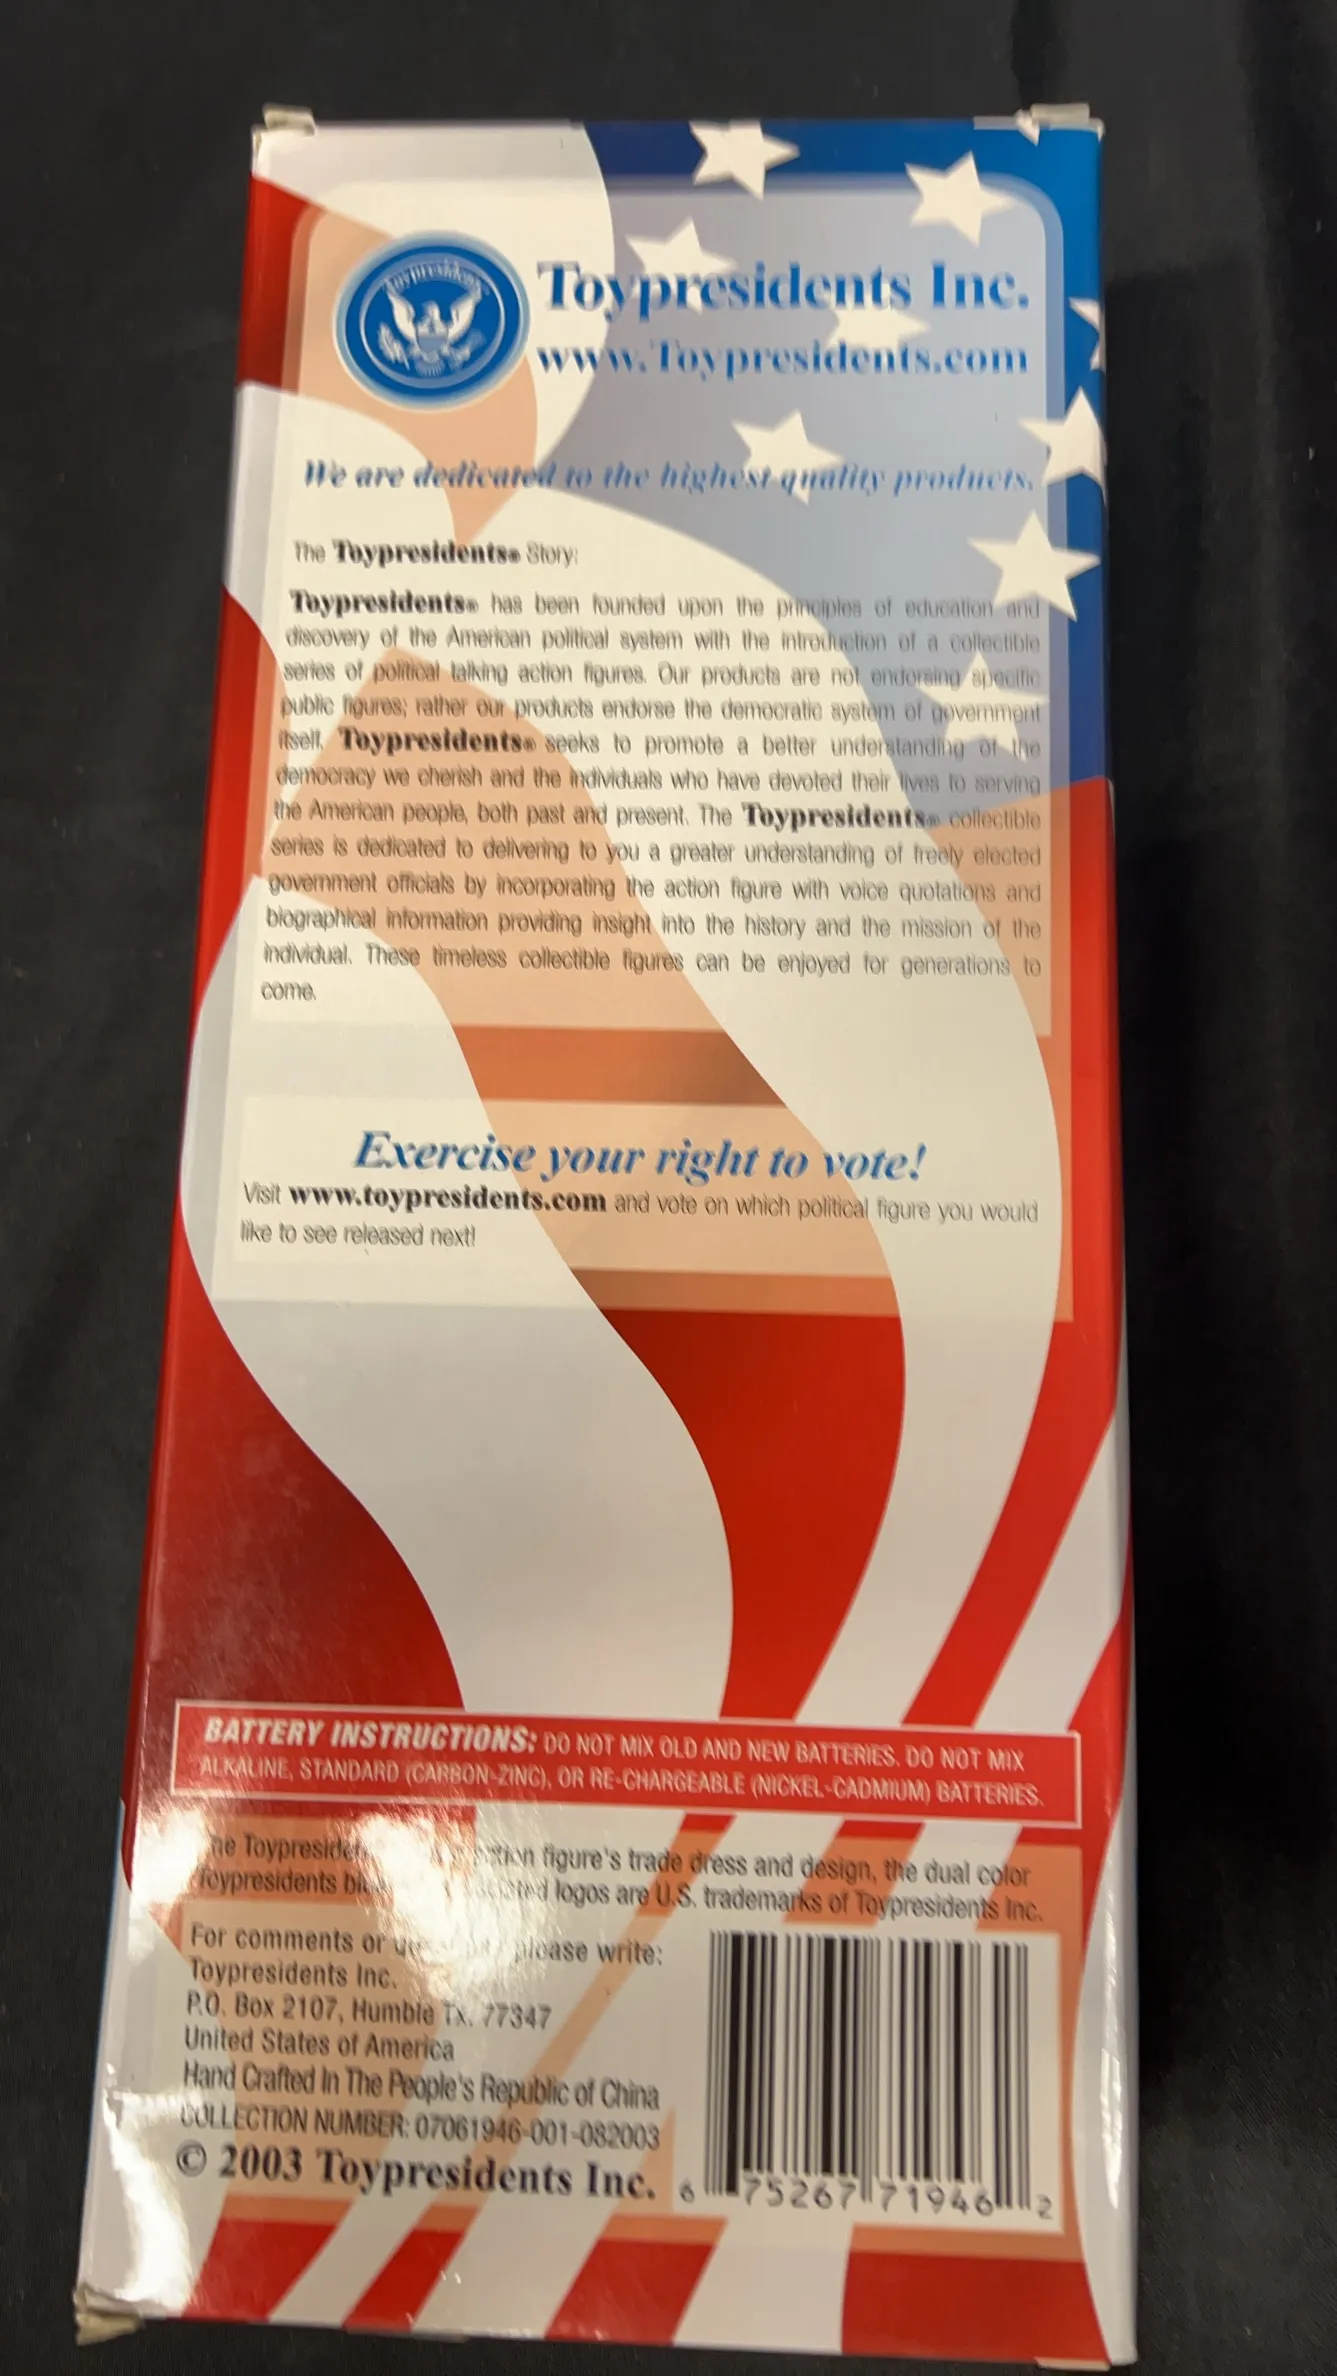 Toypresidents
Toypresidents Inc.
www.Toypresidents.com
We are dedicated to the highest quality products.
The Toypresidents® Story:
Toypresidents® has been founded upon the principles of education and
discovery of the American political system with the introduction of a collectible
series of political talking action figures. Our products are not endorsing specific
public figures; rather our products endorse the democratic system of government
itself. Toypresidents® seeks to promote a better understanding of the
democracy we cherish and the individuals who have devoted their lives to serving
the American people, both past and present. The Toypresidents® collectible
series is dedicated to delivering to you a greater understanding of freely elected
government officials by incorporating the action figure with voice quotations and
biographical information providing insight into the history and the mission of the
individual. These timeless collectible figures can be enjoyed for generations to
come.
Exercise your right to vote!
Visit www.toypresidents.com and vote on which political figure you would
like to see released next!
BATTERY INSTRUCTIONS: DO NOT MIX OLD AND NEW BATTERIES. DO NOT MIX
ALKALINE, STANDARD (CARBON-ZINC), OR RE-CHARGEABLE (NICKEL-CADMIUM) BATTERIES.
figure's trade dress and design, the dual color
Toypresidents logos are U.S. trademarks of Toypresidents Inc.
For comments or please write:
Toypresidents Inc.
P.O. Box 2107, Humble Tx. 77347
United States of America
Hand Crafted In The People's Republic of China
COLLECTION NUMBER: 07061946-001-082003
© 2003 Toypresidents Inc.
6 75267 71946 2